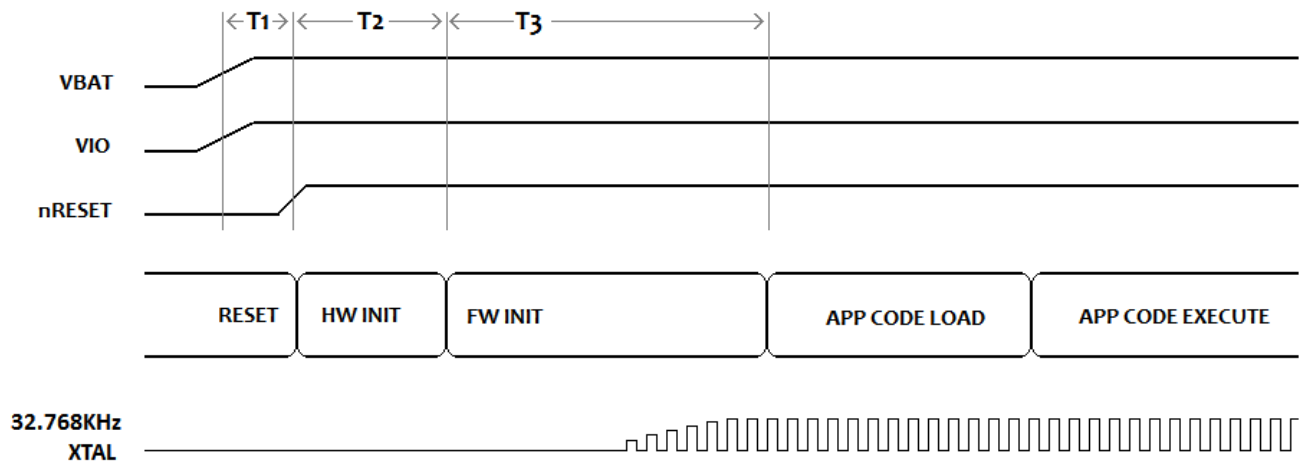 T1 T2 T3
VBAT
VIO
nRESET
RESET HW INIT FW INIT APP CODE LOAD APP CODE EXECUTE
32.768KHz
XTAL